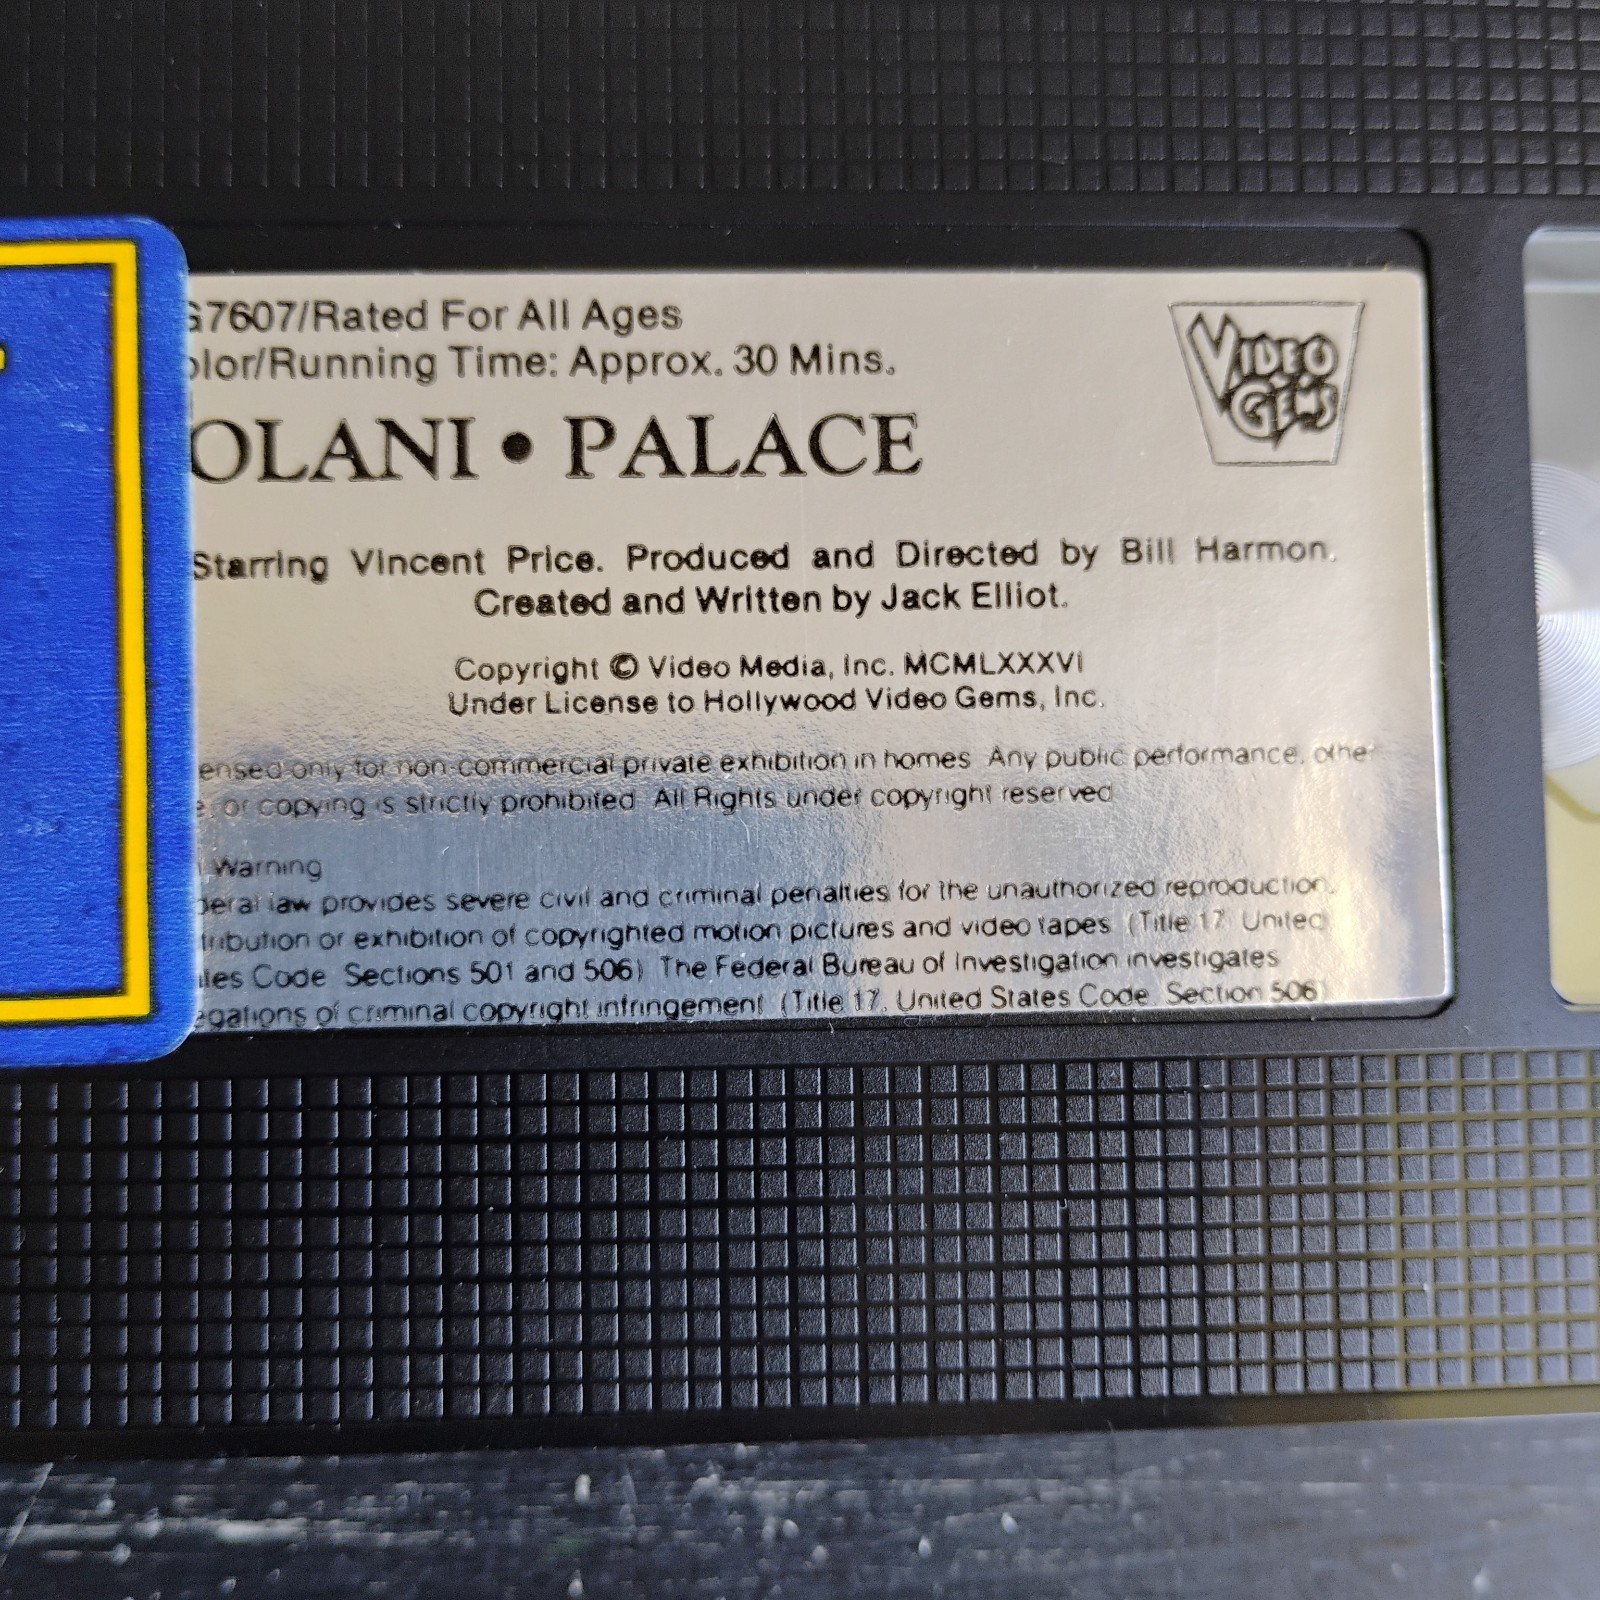 G7607/Rated For All Ages
olor/Running Time: Approx. 30 Mins.
OLANI • PALACE
VIDEO
GEMS
Starring Vincent Price. Produced and Directed by Bill Harmon.
Created and Written by Jack Elliot.
Copyright © Video Media, Inc. MCMLXXXVI
Under License to Hollywood Video Gems, Inc.
ensed only for non-commercial private exhibition in homes. Any public performance, other
e, or copying is strictly prohibited. All Rights under copyright reserved
Warning
deral law provides severe civil and criminal penalties for the unauthorized reproduction,
tribution or exhibition of copyrighted motion pictures and video tapes (Title 17, United
tes Code, Sections 501 and 506) The Federal Bureau of Investigation investigates
egations of criminal copyright infringement (Title 17, United States Code, Section 506)